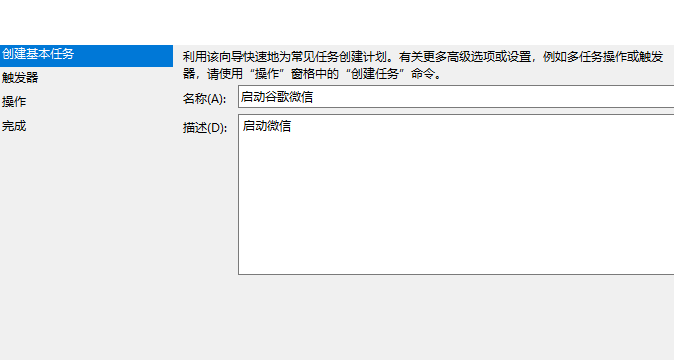 创建基本任务
触发器
操作
完成
利用该向导快速地为常见任务创建计划。有关更多高级选项或设置，例如多任务操作或触发
器，请使用“操作”窗格中的“创建任务”命令。
名称(A): 启动谷歌微信
描述(D): 启动微信